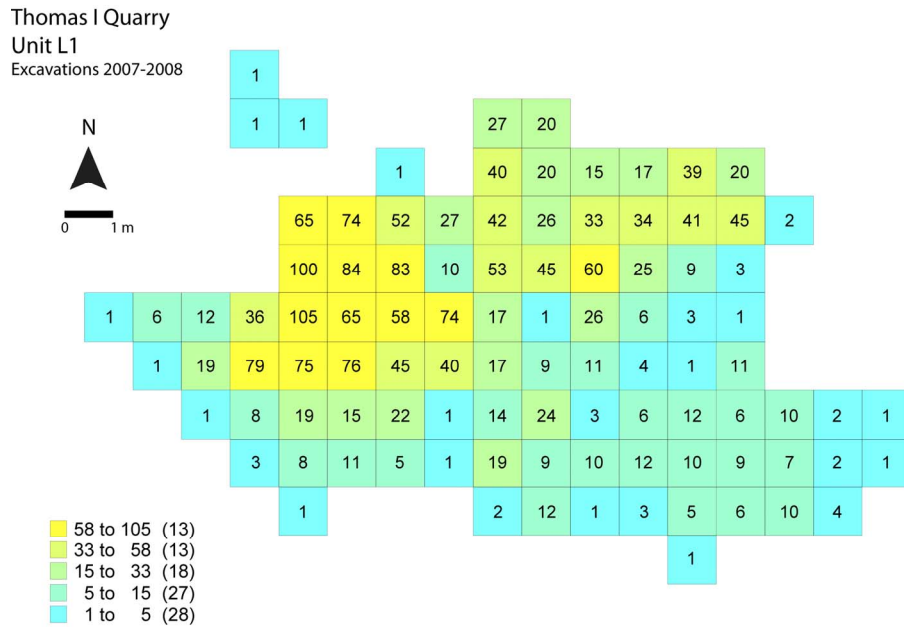 Thomas I Quarry
Unit L1
Excavations 2007-2008
1
1 1 27 20
N
1 40 20 15 17 39 20
0 1 m
65 74 52 27 42 26 33 34 41 45 2
100 84 83 10 53 45 60 25 9 3
1 6 12 36 105 65 58 74 17 1 26 6 3 1
1 19 79 75 76 45 40 17 9 11 4 1 11
1 8 19 15 22 1 14 24 3 6 12 6 10 2 1
3 8 11 5 1 19 9 10 12 10 9 7 2 1
1 2 12 1 3 5 6 10 4
1
58 to 105 (13)
33 to 58 (13)
15 to 33 (18)
5 to 15 (27)
1 to 5 (28)